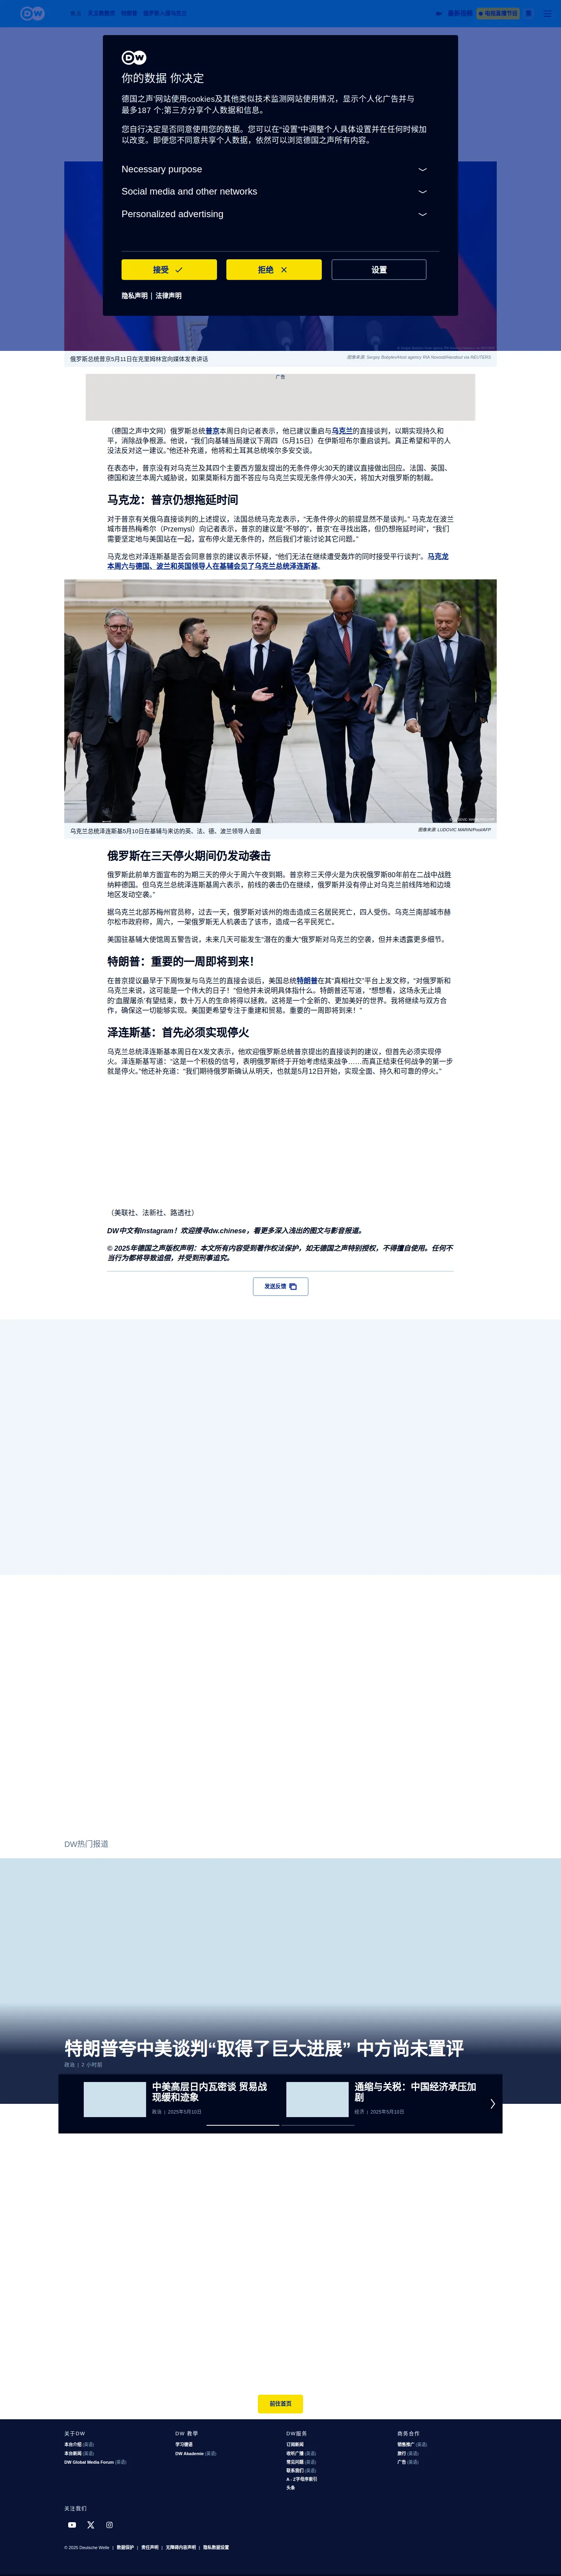 DW
焦点
关注俄乌
最新视频
电视直播节目
DW
你的数据 你决定
德国之声’网站使用cookies及其他类似技术监测网站使用情况，显示个人化广告并与
最多187 个;第三方分享个人数据和信息。
您自行决定是否同意使用您的数据。您可以在“设置”中调整个人具体设置并在任何时候加
以改变。即便您不同意共享个人数据，依然可以浏览德国之声所有内容。
Necessary purpose
Social media and other networks
Personalized advertising
接受
拒绝
设置
隐私声明 | 法律声明
俄罗斯总统普京5月11日在克里姆林宫向媒体发表讲话
图像来源: Sergey Bobylev/Host agency RIA Novosti/Handout via REUTERS
广告
（德国之声中文网）俄罗斯总统普京本周日向记者表示，他已建议重启与乌克兰的直接谈判，以期实现持久和
平，消除战争根源。他说，“我们向基辅当局建议下周四（5月15日）在伊斯坦布尔重启谈判。真正希望和平的人
没法反对这一建议。”他还补充道，他将和土耳其总统埃尔多安交谈。
在表态中，普京没有对乌克兰及其四个主要西方盟友提出的无条件停火30天的建议直接做出回应。法国、英国、
德国和波兰本周六威胁说，如果莫斯科方面不答应与乌克兰实现无条件停火30天，将加大对俄罗斯的制裁。
马克龙：普京仍想拖延时间
对于普京有关俄乌直接谈判的上述提议，法国总统马克龙表示，“无条件停火的前提显然不是谈判。” 马克龙在波兰
城市普热梅希尔（Przemysl）向记者表示，普京的建议是“不够的”，普京“在寻找出路，但仍然想拖延时间”，“我们
需要坚定地与美国站在一起，宣布停火是无条件的，然后我们才能讨论其它问题。”
马克龙也对泽连斯基是否会同意普京的建议表示怀疑，“他们无法在继续遭受轰炸的同时接受平行谈判”。马克龙
本周六与德国、波兰和英国领导人在基辅会见了乌克兰总统泽连斯基。
乌克兰总统泽连斯基5月10日在基辅与来访的英、法、德、波兰领导人会面
图像来源: LUDOVIC MARIN/Pool/AFP
俄罗斯在三天停火期间仍发动袭击
俄罗斯此前单方面宣布的为期三天的停火于周六午夜到期。普京称三天停火是为庆祝俄罗斯80年前在二战中战胜
纳粹德国。但乌克兰总统泽连斯基周六表示，前线的袭击仍在继续，俄罗斯并没有停止对乌克兰前线阵地和边境
地区发动空袭。”
据乌克兰北部苏梅州官员称，过去一天，俄罗斯对该州的炮击造成三名居民死亡，四人受伤。乌克兰南部城市赫
尔松市政府称，周六，一架俄罗斯无人机袭击了该市，造成一名平民死亡。
美国驻基辅大使馆周五警告说，未来几天可能发生“潜在的重大”俄罗斯对乌克兰的空袭，但并未透露更多细节。
特朗普：重要的一周即将到来！
在普京提议最早于下周恢复与乌克兰的直接会谈后，美国总统特朗普在其“真相社交”平台上发文称，“对俄罗斯和
乌克兰来说，这可能是一个伟大的日子！”但他并未说明具体指什么。特朗普还写道，“想想看，这场永无止境
的‘血腥屠杀’有望结束，数十万人的生命将得以拯救。这将是一个全新的、更加美好的世界。我将继续与双方合
作，确保这一切能够实现。美国更希望专注于重建和贸易。重要的一周即将到来！”
泽连斯基：首先必须实现停火
乌克兰总统泽连斯基本周日在X发文表示，他欢迎俄罗斯总统普京提出的直接谈判的建议，但首先必须实现停
火。泽连斯基写道：“这是一个积极的信号，表明俄罗斯终于开始考虑结束战争……而真正结束任何战争的第一步
就是停火。”他还补充道：“我们期待俄罗斯确认从明天，也就是5月12日开始，实现全面、持久和可靠的停火。”
（美联社、法新社、路透社）
DW中文有Instagram！欢迎搜寻dw.chinese，看更多深入浅出的图文与影音报道。
© 2025年德国之声版权声明：本文所有内容受到著作权法保护，如无德国之声特别授权，不得擅自使用。任何不
当行为都将导致追偿，并受到刑事追究。
发送反馈
DW热门报道
特朗普夸中美谈判“取得了巨大进展” 中方尚未置评
政治 | 2 小时前
中美高层日内瓦密谈 贸易战
现缓和迹象
政治 | 2025年5月10日
通缩与关税：中国经济承压加
剧
经济 | 2025年5月10日
前往首页
关于DW
本台介绍 (英语)
本台新闻 (英语)
DW Global Media Forum (英语)
DW 教学
学习德语
DW Akademie (英语)
DW服务
订阅新闻
收听广播 (英语)
常见问题 (英语)
联系我们 (英语)
A - Z字母序索引
头条
商务合作
销售推广 (英语)
旅行 (英语)
广告 (英语)
关注我们
© 2025 Deutsche Welle | 数据保护 | 责任声明 | 无障碍内容声明 | 隐私数据设置